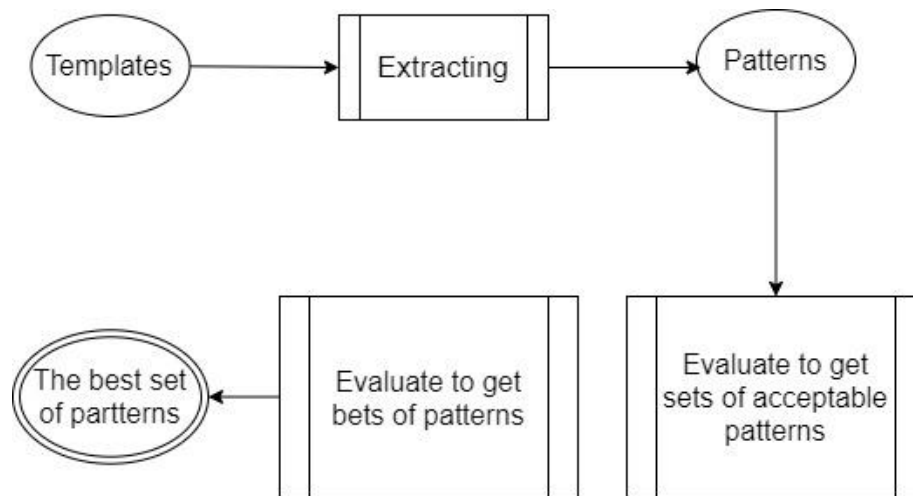 Templates
Extracting
Patterns
Evaluate to get
sets of acceptable
patterns
Evaluate to get
bets of patterns
The best set
of partterns